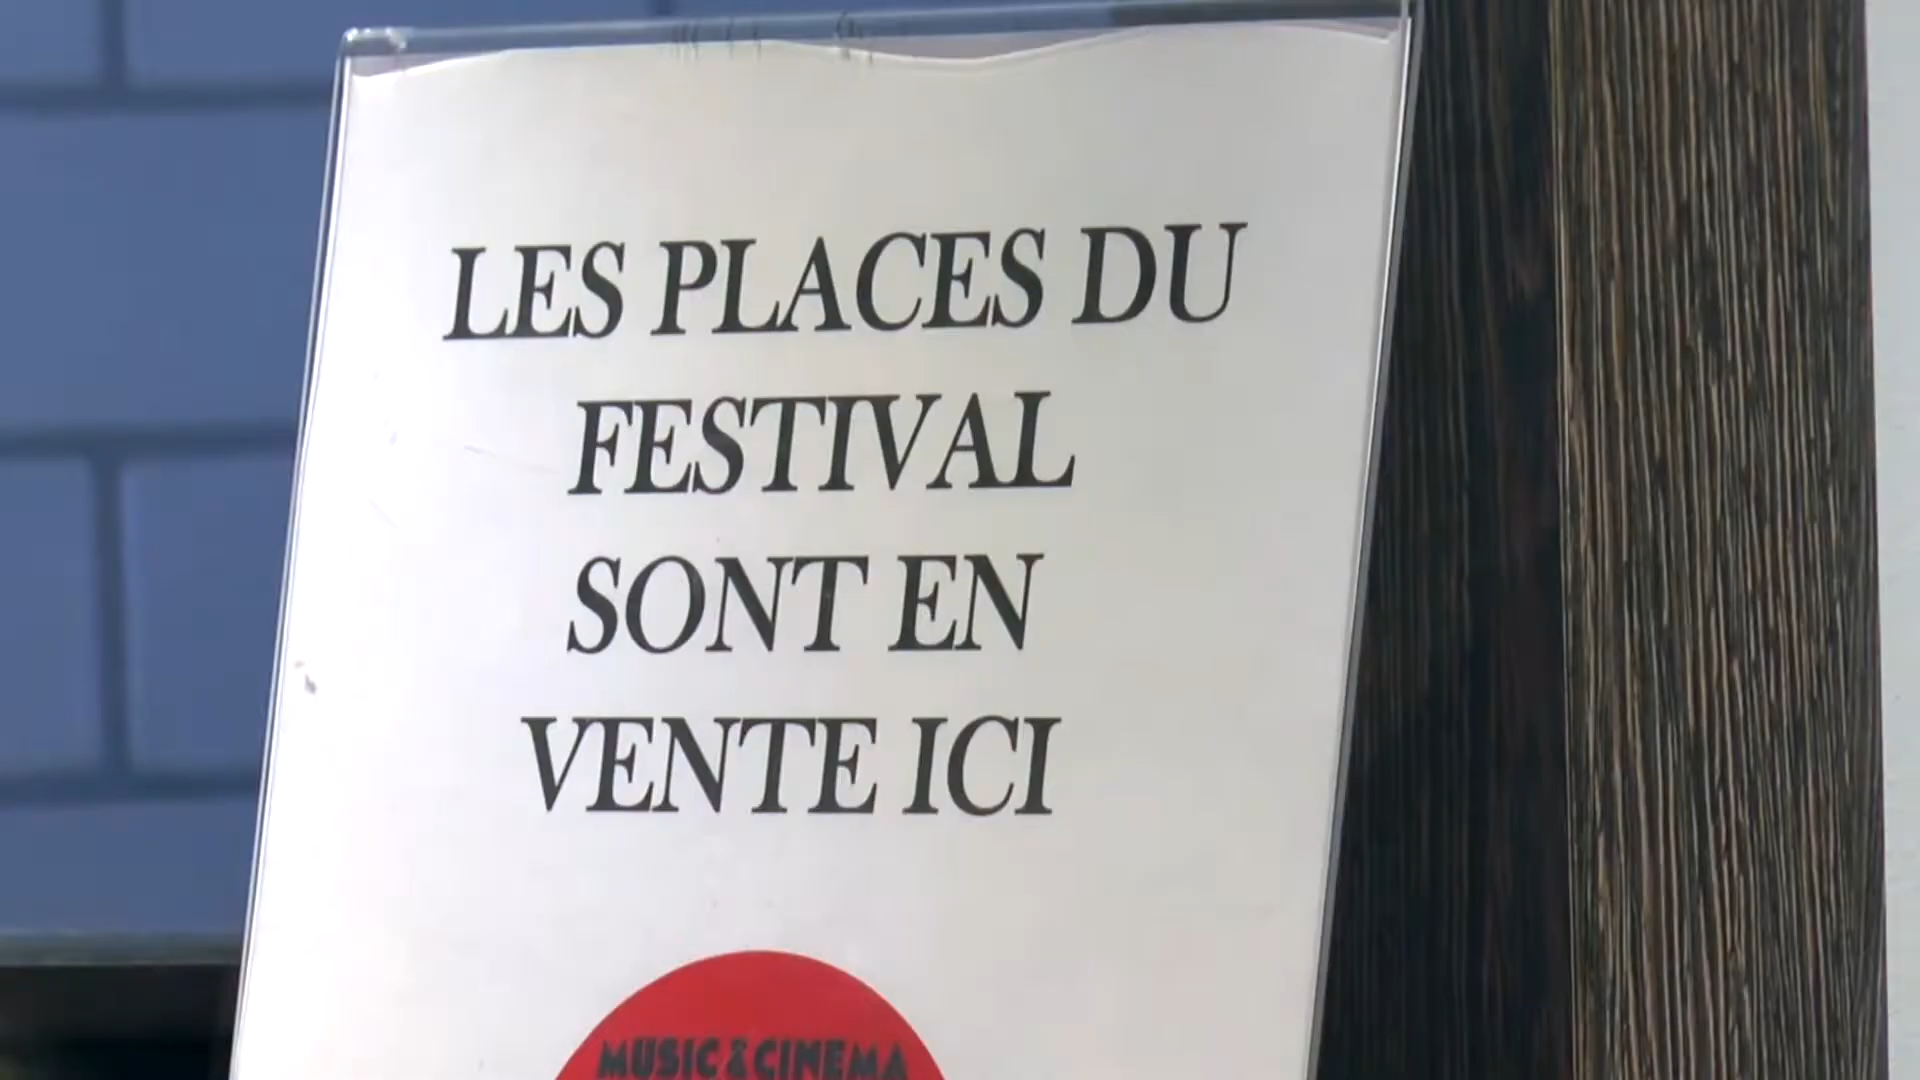 LES PLACES DU
FESTIVAL
SONT EN
VENTE ICI
MUSIC & CINEMA